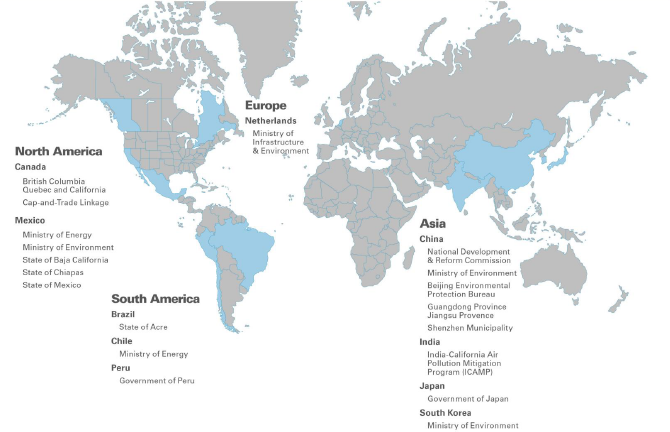 North America
Canada
British Columbia
Quebec and California
Cap-and-Trade Linkage
Mexico
Ministry of Energy
Ministry of Environment
State of Baja California
State of Chiapas
State of Mexico
South America
Brazil
State of Acre
Chile
Ministry of Energy
Peru
Government of Peru
Europe
Netherlands
Ministry of
Infrastructure
& Environment
Asia
China
National Development
& Reform Commission
Ministry of Environment
Beijing Environmental
Protection Bureau
Guangdong Province
Jiangsu Provence
Shenzhen Municipality
India
India-California Air
Pollution Mitigation
Program (ICAMP)
Japan
Government of Japan
South Korea
Ministry of Environment